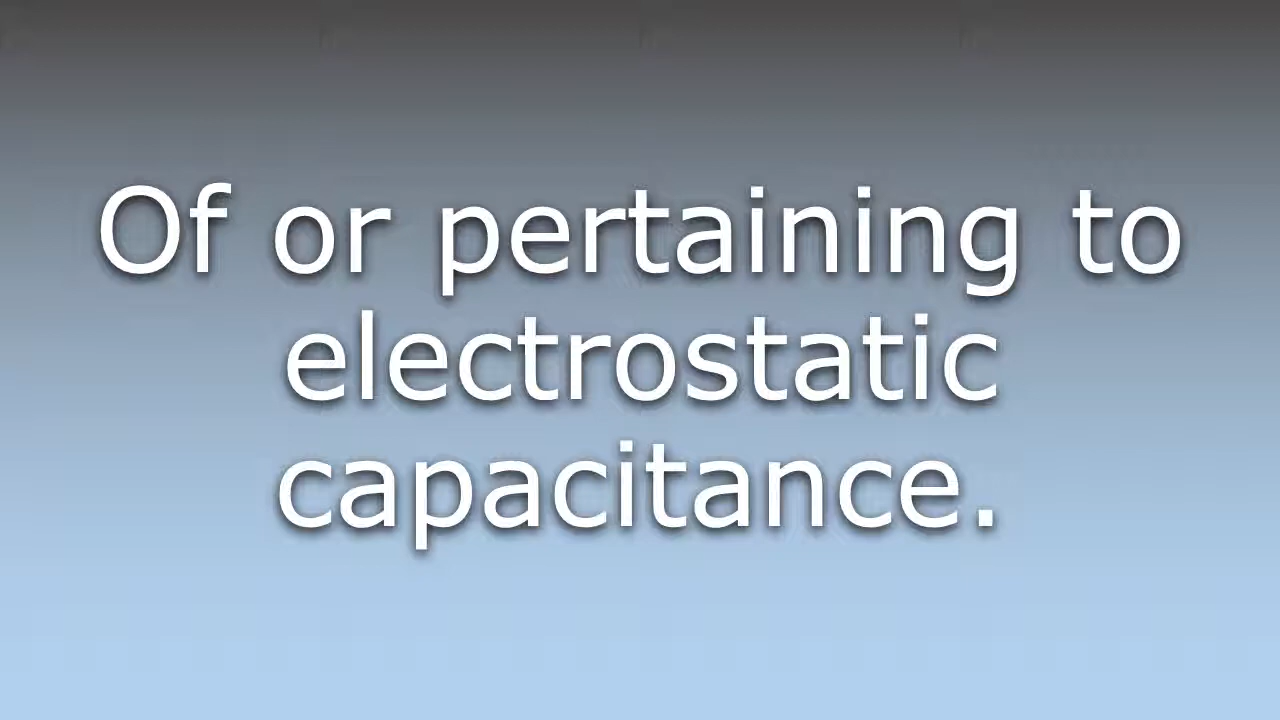 Of or pertaining to
electrostatic
capacitance.